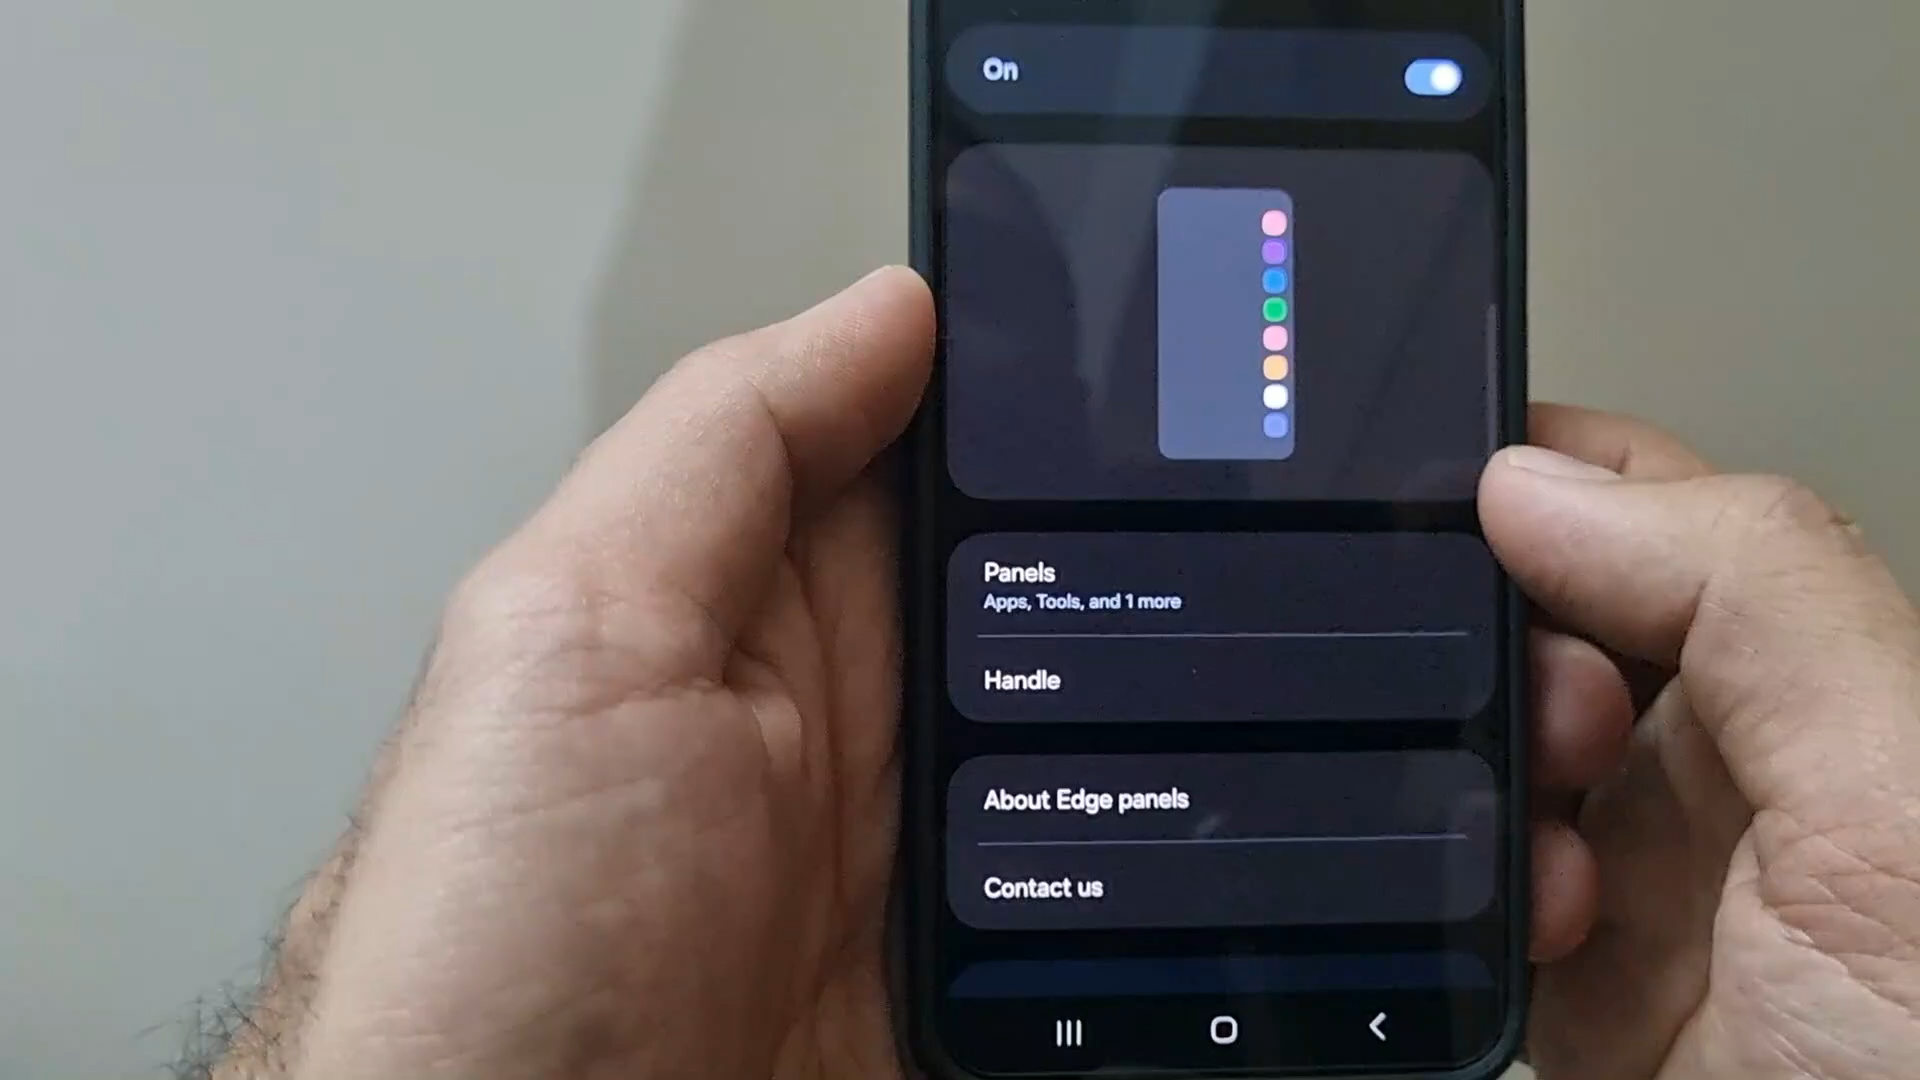 On
Panels
Apps, Tools, and 1 more
Handle
About Edge panels
Contact us